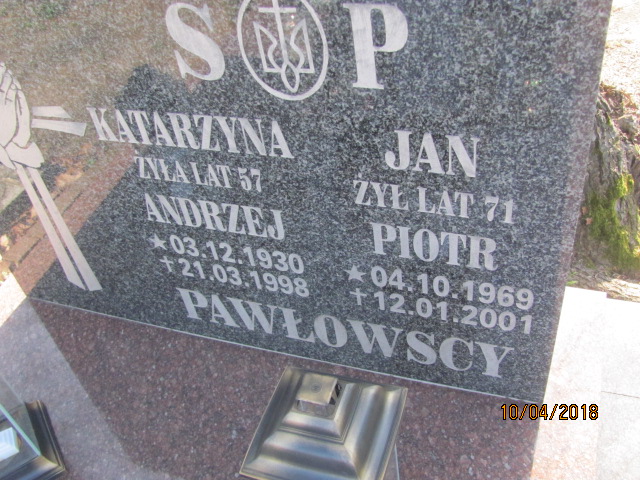 S P
KATARZYNA
ŻYŁA LAT 57
ANDRZEJ
★03.12.1930
✝21.03.1998
JAN
ŻYŁ LAT 71
PIOTR
★04.10.1969
✝12.01.2001
PAWŁOWSCY
10/04/2018